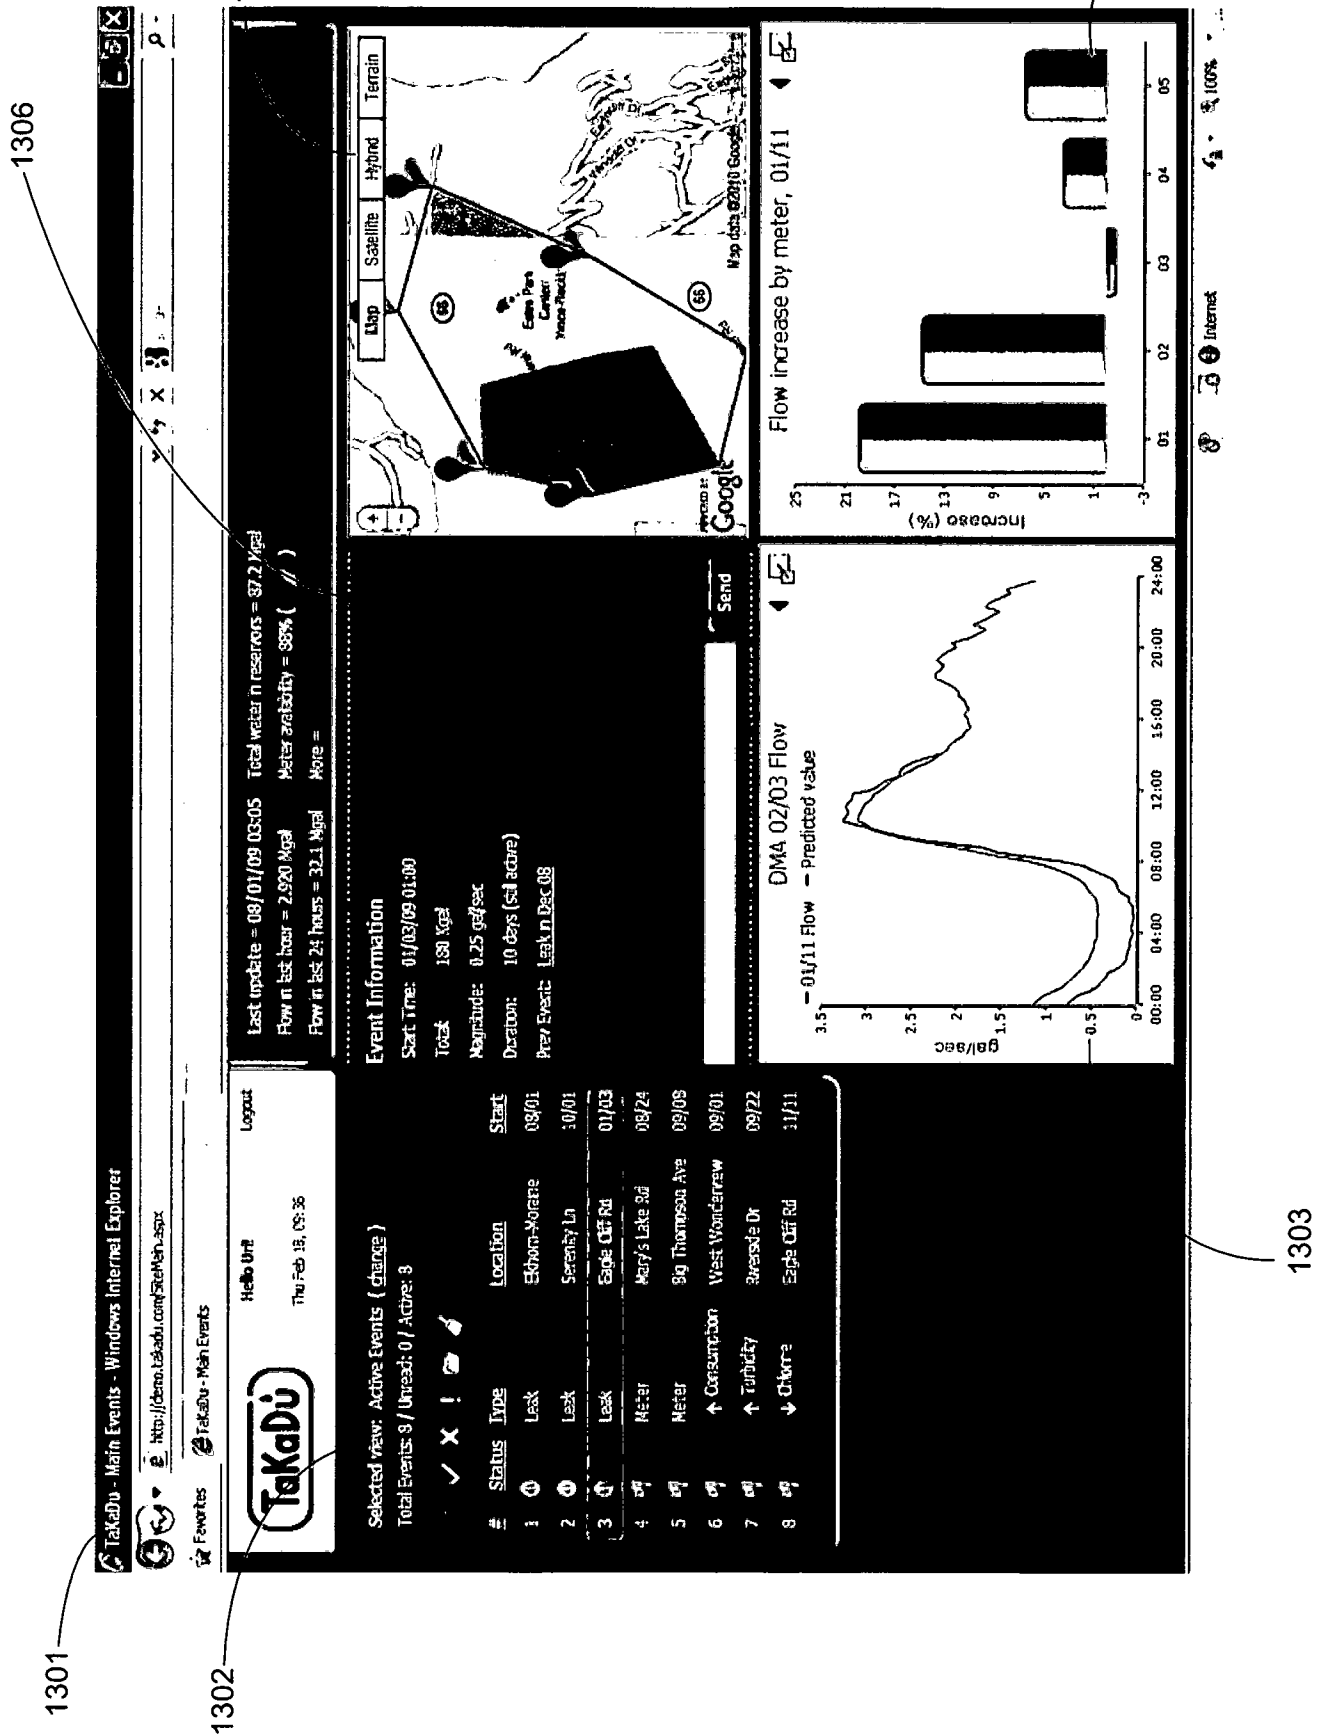 1301
1302
1303
1306
TaKaDu - Main Events - Windows Internet Explorer
http://demo.takadu.com/SiteMain.aspx
Favorites
TaKaDu - Main Events
TaKaDu
Hello Uri!
Logout
Thu Feb 18, 09:36
Last update = 08/01/09 03:05
Total water in reservoirs = 87.2 Mgal
Flow in last hour = 2.920 Mgal
Meter availability = 98% (
)
Flow in last 24 hours = 32.1 Mgal
More =
Selected view: Active Events ( change )
Total Events: 8 / Unread: 0 / Active: 8
# Status Type Location Start
1 Leak Elkhorn-Moraine 08/01
2 Leak Serenity Ln 10/01
3 Leak Eagle Cliff Rd 01/03
4 Meter Mary's Lake Rd 08/24
5 Meter Big Thompson Ave 09/08
6 ↑ Consumption West Wonderview 09/01
7 ↑ Turbidity Riverside Dr 09/22
8 ↓ Chlorine Eagle Cliff Rd 11/11
Event Information
Start Time: 01/03/09 01:00
Total: 180 Kgal
Magnitude: 0.25 gal/sec
Duration: 10 days (still active)
Prev Event: Leak in Dec 08
Send
Map Satellite Hybrid Terrain
+
−
66
66
Estes Park
Center/
Google
Map data ©2010 Google
DMA 02/03 Flow
01/11 Flow
Predicted value
gal/sec
3.5
3
2.5
2
1.5
1
0.5
0
00:00 04:00 08:00 12:00 16:00 20:00 24:00
Flow increase by meter, 01/11
Increase (%)
25
21
17
13
9
5
1
-3
01 02 03 04 05
Internet
100%